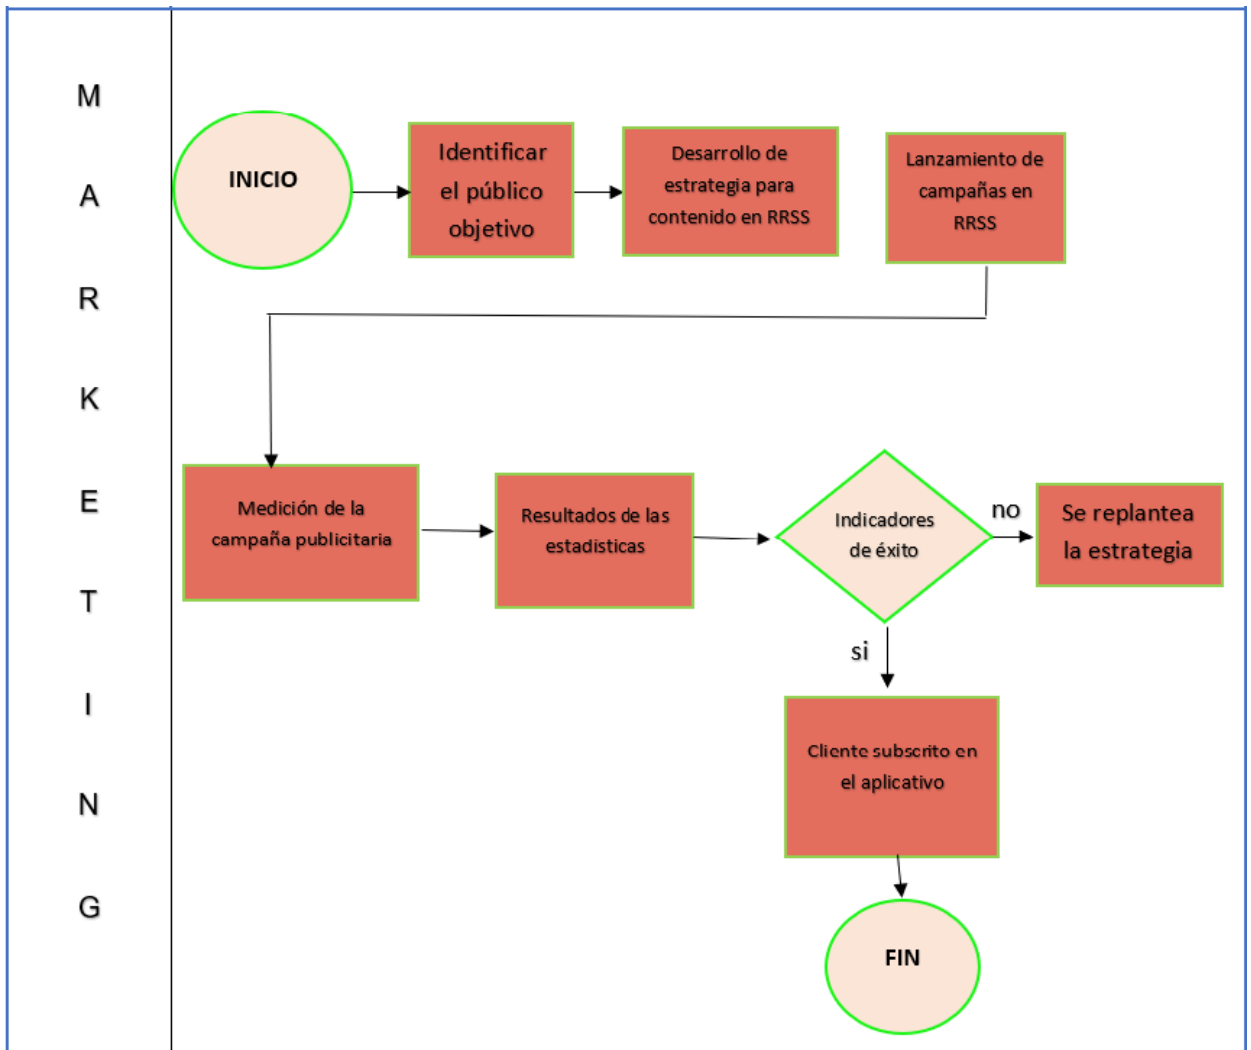 MARKETING
INICIO
Identificar
el público
objetivo
Desarrollo de
estrategia para
contenido en RRSS
Lanzamiento de
campañas en
RRSS
Medición de la
campaña publicitaria
Resultados de las
estadisticas
Indicadores
de éxito
no
Se replantea
la estrategia
si
Cliente subscrito en
el aplicativo
FIN